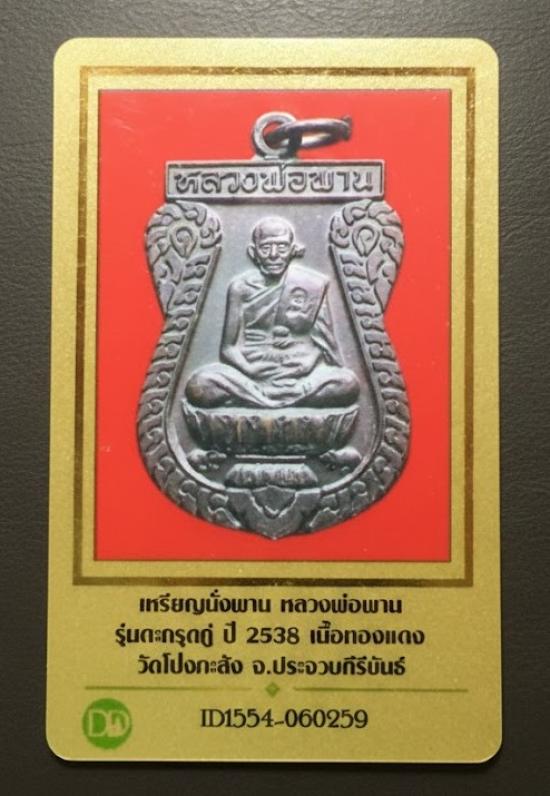 หลวงพ่อพาน
เหรียญนั่งพาน หลวงพ่อพาน
รุ่นตะกรุดคู่ ปี 2538 เนื้อทองแดง
วัดโป่งกะสัง จ.ประจวบคีรีขันธ์
DD
ID1554-060259